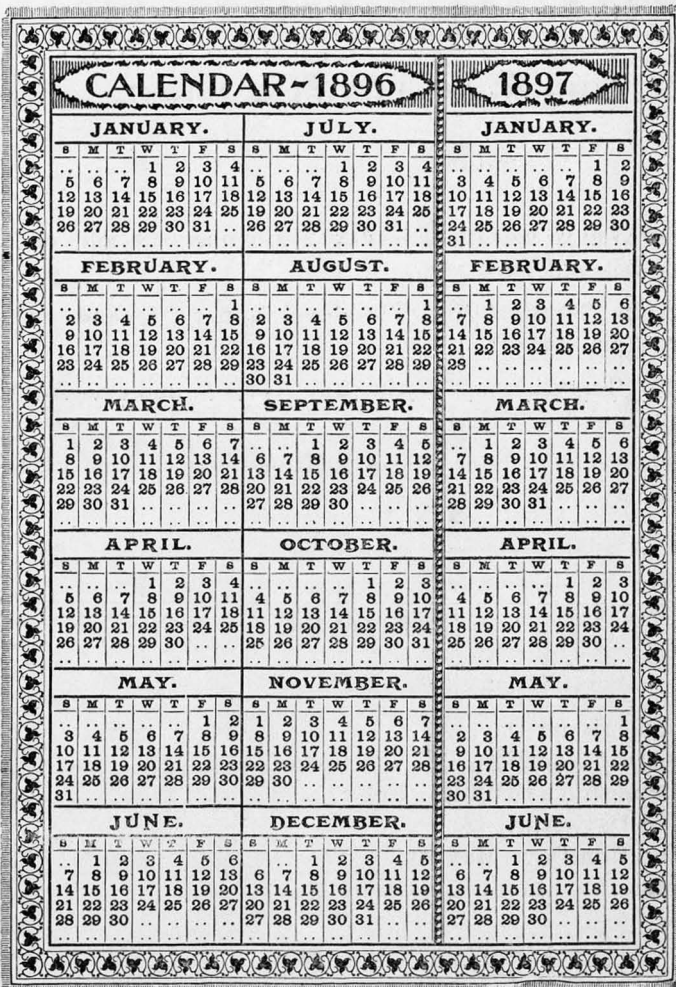 CALENDAR-1896
JANUARY.
S M T W T F S
.. .. .. 1 2 3 4
5 6 7 8 9 10 11
12 13 14 15 16 17 18
19 20 21 22 23 24 25
26 27 28 29 30 31 ..
.. .. .. .. .. .. ..
FEBRUARY.
S M T W T F S
.. .. .. .. .. .. 1
2 3 4 5 6 7 8
9 10 11 12 13 14 15
16 17 18 19 20 21 22
23 24 25 26 27 28 29
.. .. .. .. .. .. ..
MARCH.
S M T W T F S
1 2 3 4 5 6 7
8 9 10 11 12 13 14
15 16 17 18 19 20 21
22 23 24 25 26 27 28
29 30 31 .. .. .. ..
.. .. .. .. .. .. ..
APRIL.
S M T W T F S
.. .. .. 1 2 3 4
5 6 7 8 9 10 11
12 13 14 15 16 17 18
19 20 21 22 23 24 25
26 27 28 29 30 .. ..
.. .. .. .. .. .. ..
MAY.
S M T W T F S
.. .. .. .. .. 1 2
3 4 5 6 7 8 9
10 11 12 13 14 15 16
17 18 19 20 21 22 23
24 25 26 27 28 29 30
31 .. .. .. .. .. ..
JUNE.
S M T W T F S
.. 1 2 3 4 5 6
7 8 9 10 11 12 13
14 15 16 17 18 19 20
21 22 23 24 25 26 27
28 29 30 .. .. .. ..
.. .. .. .. .. .. ..
JULY.
S M T W T F S
.. .. .. 1 2 3 4
5 6 7 8 9 10 11
12 13 14 15 16 17 18
19 20 21 22 23 24 25
26 27 28 29 30 31 ..
.. .. .. .. .. .. ..
AUGUST.
S M T W T F S
.. .. .. .. .. .. 1
2 3 4 5 6 7 8
9 10 11 12 13 14 15
16 17 18 19 20 21 22
23 24 25 26 27 28 29
30 31 .. .. .. .. ..
SEPTEMBER.
S M T W T F S
.. .. 1 2 3 4 5
6 7 8 9 10 11 12
13 14 15 16 17 18 19
20 21 22 23 24 25 26
27 28 29 30 .. .. ..
.. .. .. .. .. .. ..
OCTOBER.
S M T W T F S
.. .. .. .. 1 2 3
4 5 6 7 8 9 10
11 12 13 14 15 16 17
18 19 20 21 22 23 24
25 26 27 28 29 30 31
.. .. .. .. .. .. ..
NOVEMBER.
S M T W T F S
1 2 3 4 5 6 7
8 9 10 11 12 13 14
15 16 17 18 19 20 21
22 23 24 25 26 27 28
29 30 .. .. .. .. ..
.. .. .. .. .. .. ..
DECEMBER.
S M T W T F S
.. .. 1 2 3 4 5
6 7 8 9 10 11 12
13 14 15 16 17 18 19
20 21 22 23 24 25 26
27 28 29 30 31 .. ..
.. .. .. .. .. .. ..
1897
JANUARY.
S M T W T F S
.. .. .. .. .. 1 2
3 4 5 6 7 8 9
10 11 12 13 14 15 16
17 18 19 20 21 22 23
24 25 26 27 28 29 30
31 .. .. .. .. .. ..
FEBRUARY.
S M T W T F S
.. 1 2 3 4 5 6
7 8 9 10 11 12 13
14 15 16 17 18 19 20
21 22 23 24 25 26 27
28 .. .. .. .. .. ..
.. .. .. .. .. .. ..
MARCH.
S M T W T F S
.. 1 2 3 4 5 6
7 8 9 10 11 12 13
14 15 16 17 18 19 20
21 22 23 24 25 26 27
28 29 30 31 .. .. ..
.. .. .. .. .. .. ..
APRIL.
S M T W T F S
.. .. .. .. 1 2 3
4 5 6 7 8 9 10
11 12 13 14 15 16 17
18 19 20 21 22 23 24
25 26 27 28 29 30 ..
.. .. .. .. .. .. ..
MAY.
S M T W T F S
.. .. .. .. .. .. 1
2 3 4 5 6 7 8
9 10 11 12 13 14 15
16 17 18 19 20 21 22
23 24 25 26 27 28 29
30 31 .. .. .. .. ..
JUNE.
S M T W T F S
.. .. 1 2 3 4 5
6 7 8 9 10 11 12
13 14 15 16 17 18 19
20 21 22 23 24 25 26
27 28 29 30 .. .. ..
.. .. .. .. .. .. ..